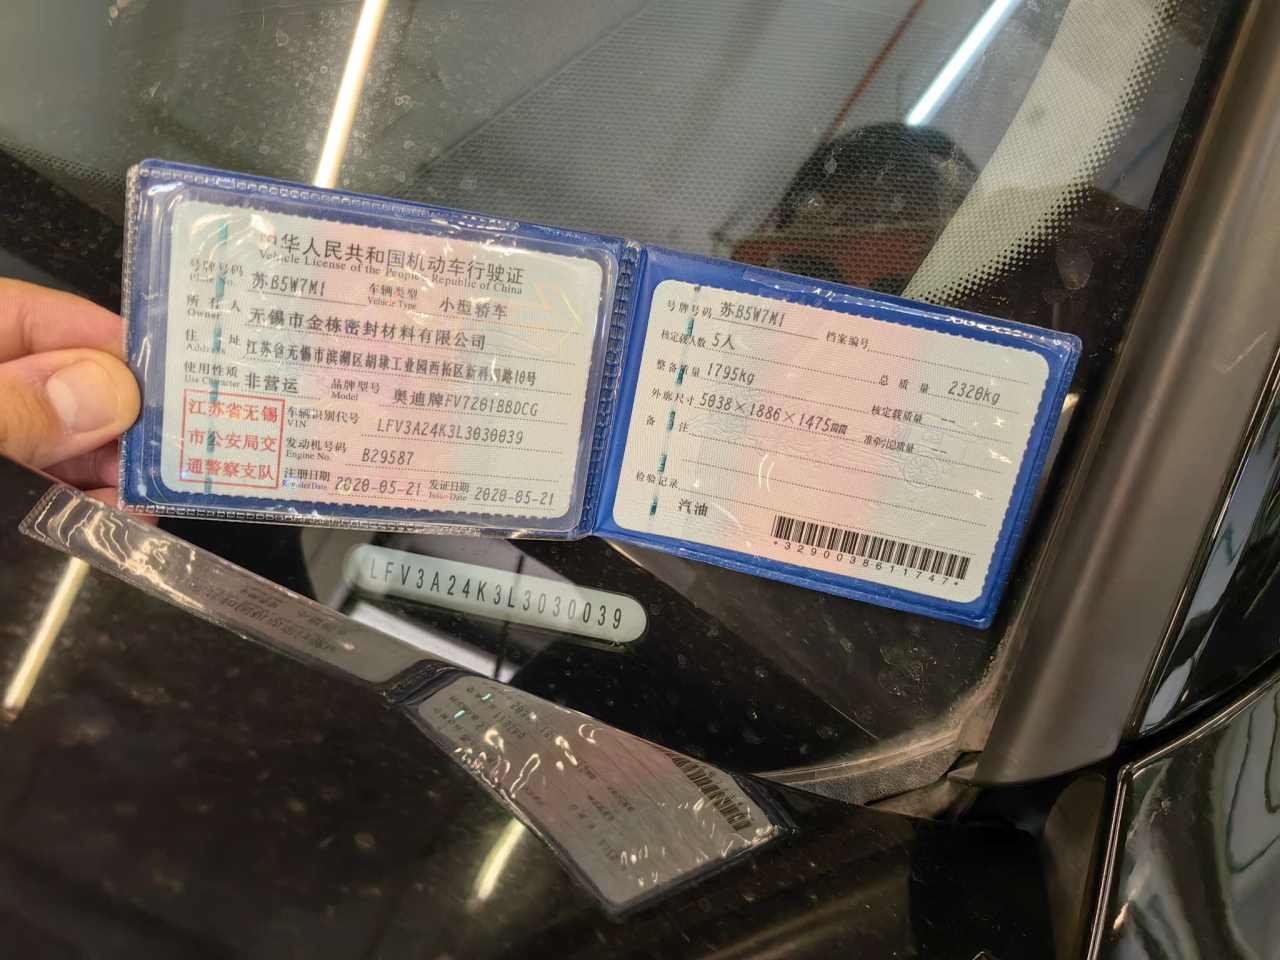 中华人民共和国机动车行驶证
Vehicle License of the People's Republic of China
号牌号码 苏B5W7M1 车辆类型 小型轿车
Plate No. Vehicle Type
所有人 无锡市金栋密封材料有限公司
Owner
住址 江苏省无锡市滨湖区胡埭工业园西拓区新科四路10号
Address
使用性质 非营运 品牌型号 奥迪牌FV7201BBDCG
Use Character Model
江苏省无锡
市公安局交
通警察支队
车辆识别代号 LFV3A24K3L3030039
VIN
发动机号码 B29587
Engine No.
注册日期 2020-05-21 发证日期 2020-05-21
Register Date Issue Date
号牌号码 苏B5W7M1 档案编号
核定载人数 5人 总质量 2320kg
整备质量 1795kg 核定载质量 --
外廓尺寸 5038×1886×1475mm 准牵引总质量 --
备注
检验记录
汽油
*3290038611747*
LFV3A24K3L3030039